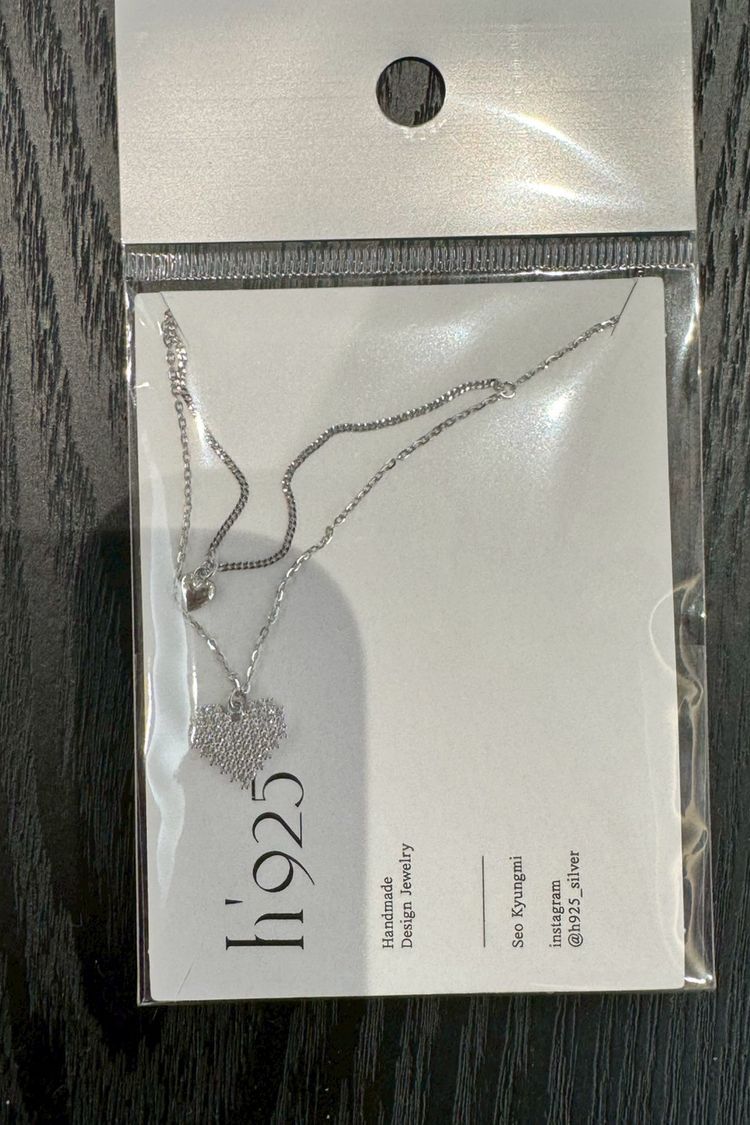 h'925
Handmade
Design Jewelry
Seo Kyungmi
instagram
@h925_silver